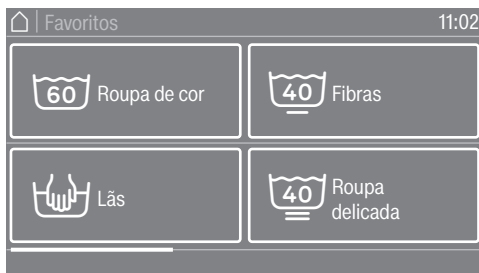 Favoritos 11:02
60 Roupa de cor
40 Fibras
Lãs
40 Roupa
delicada